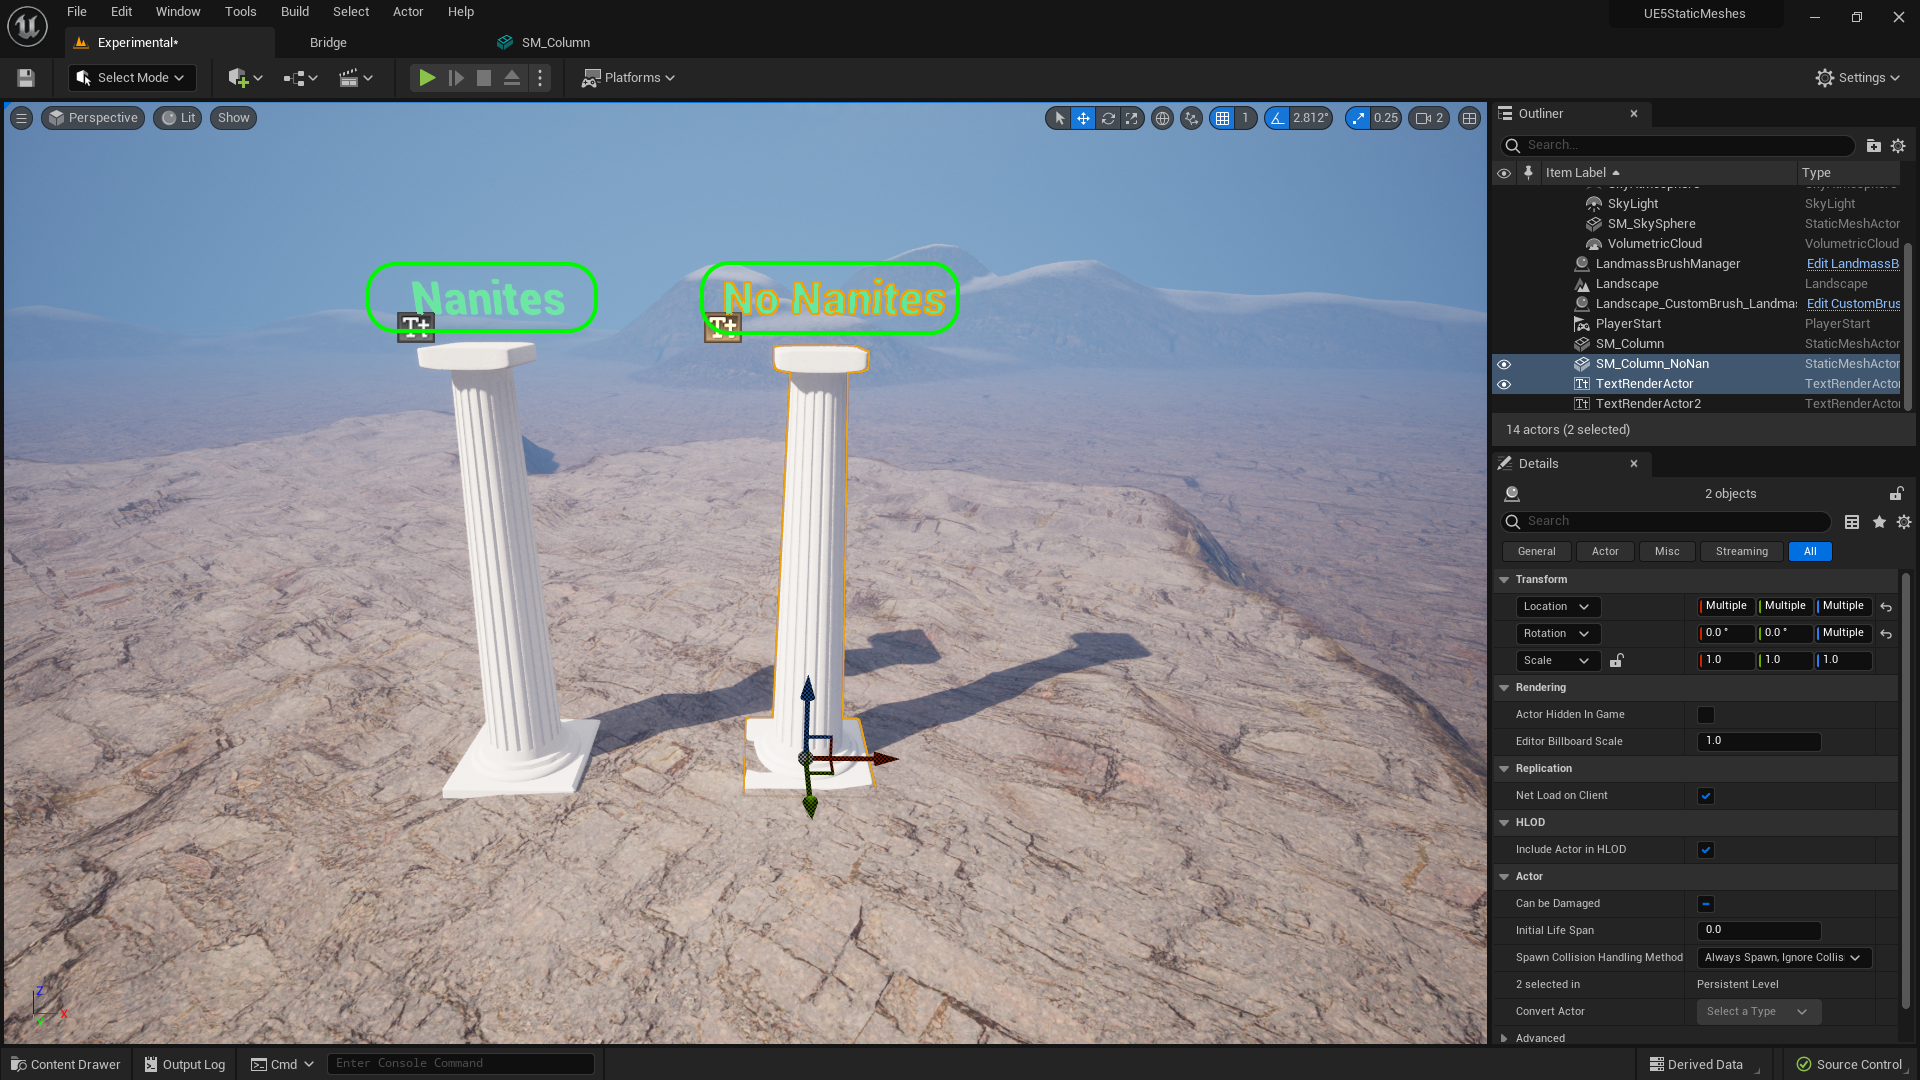 File Edit Window Tools Build Select Actor Help
UE5StaticMeshes
Experimental* Bridge SM_Column
Select Mode Platforms Settings
Perspective Lit Show 1 2.812° 0.25 2
Nanites No Nanites
Tt Tt
Z
X
Y
Outliner
Search...
Item Label Type
SkyAtmosphere SkyAtmosphere
SkyLight SkyLight
SM_SkySphere StaticMeshActor
VolumetricCloud VolumetricCloud
LandmassBrushManager Edit LandmassB
Landscape Landscape
Landscape_CustomBrush_Landmas Edit CustomBrus
PlayerStart PlayerStart
SM_Column StaticMeshActor
SM_Column_NoNan StaticMeshActor
Tt TextRenderActor TextRenderActor
Tt TextRenderActor2 TextRenderActor
14 actors (2 selected)
Details
2 objects
Search
General Actor Misc Streaming All
Transform
Location Multiple Multiple Multiple
Rotation 0.0 ° 0.0 ° Multiple
Scale 1.0 1.0 1.0
Rendering
Actor Hidden In Game
Editor Billboard Scale 1.0
Replication
Net Load on Client
HLOD
Include Actor in HLOD
Actor
Can be Damaged
Initial Life Span 0.0
Spawn Collision Handling Method Always Spawn, Ignore Collis
2 selected in Persistent Level
Convert Actor Select a Type
Advanced
Content Drawer Output Log Cmd Enter Console Command Derived Data Source Control